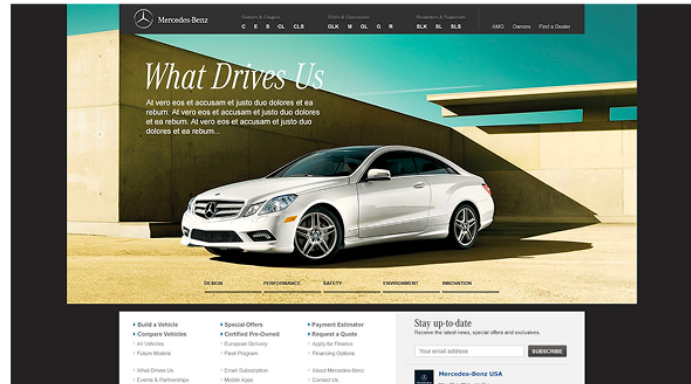 Mercedes-Benz
Sedans & Coupes
C E S CL CLS
SUVs & Crossovers
GLK M GL G R
Roadsters & Supercars
SLK SL SLS
AMG Owners Find a Dealer
What Drives Us
At vero eos et accusam et justo duo dolores et ea
rebum. At vero eos et accusam et justo duo dolores
et ea rebum. At vero eos et accusam et justo duo
dolores et ea rebum...
DESIGN PERFORMANCE SAFETY ENVIRONMENT INNOVATION
Build a Vehicle
Compare Vehicles
All Vehicles
Future Models
What Drives Us
Events & Partnerships
Special Offers
Certified Pre-Owned
European Delivery
Fleet Program
Email Subscription
Mobile Apps
Payment Estimator
Request a Quote
Apply for Finance
Financing Options
About Mercedes-Benz
Contact Us
Stay up-to-date
Receive the latest news, special offers and exclusives.
Your email address SUBSCRIBE
Mercedes-Benz USA